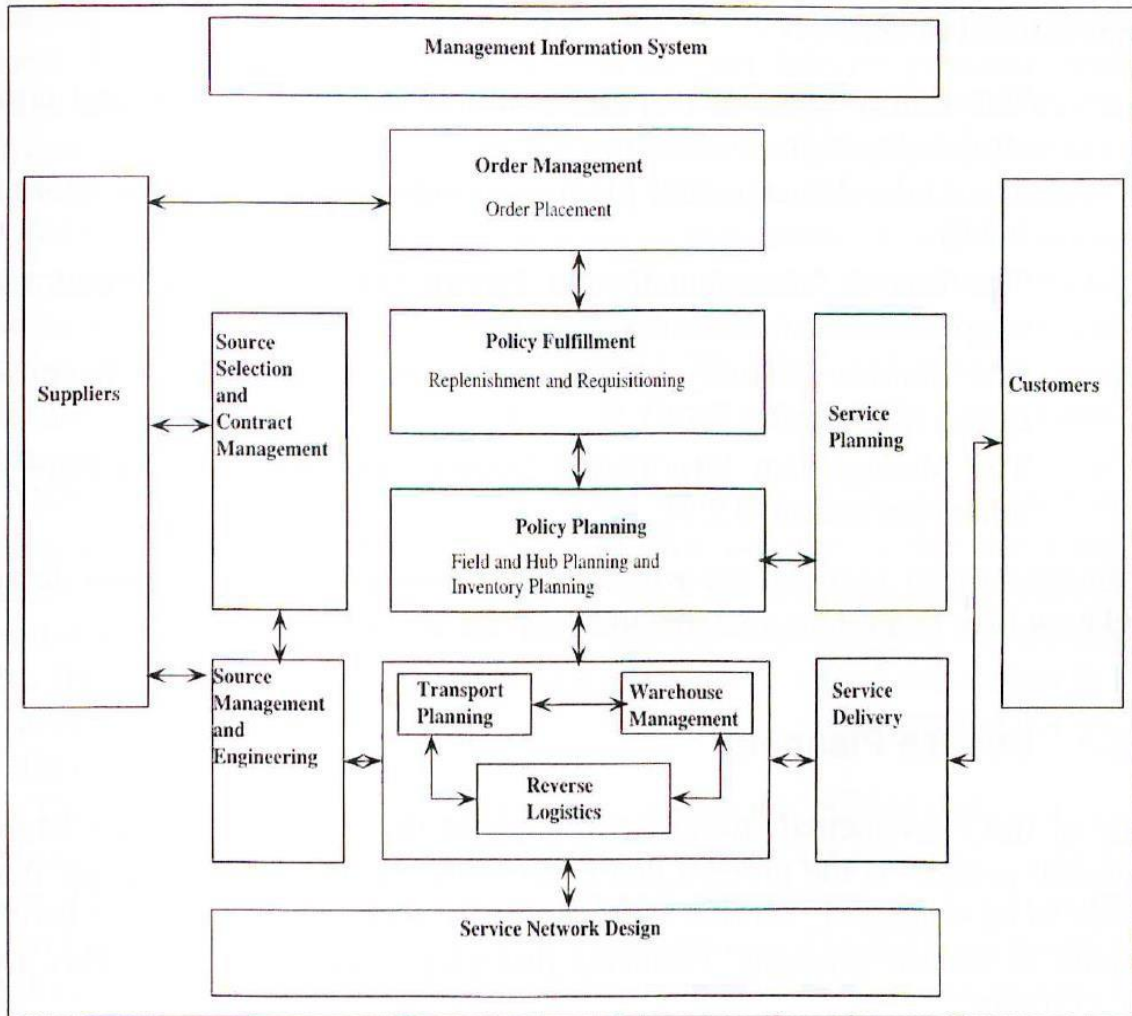 Management Information System
Order Management
Order Placement
Suppliers
Source
Selection
and
Contract
Management
Policy Fulfillment
Replenishment and Requisitioning
Service
Planning
Customers
Policy Planning
Field and Hub Planning and
Inventory Planning
Source
Management
and
Engineering
Transport
Planning
Warehouse
Management
Reverse
Logistics
Service
Delivery
Service Network Design